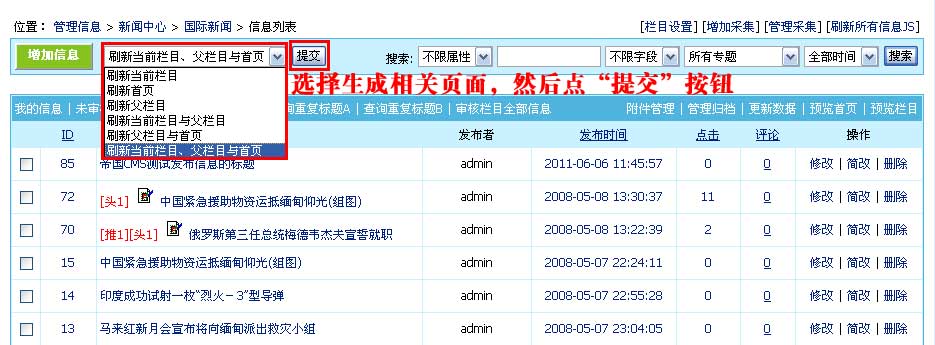 位置： 管理信息 > 新闻中心 > 国际新闻 > 信息列表 [栏目设置] [增加采集] [管理采集] [刷新所有信息JS]
增加信息 刷新当前栏目、父栏目与首页 提交 搜索: 不限属性 不限字段 所有专题 全部时间 搜索
刷新当前栏目
刷新首页
刷新父栏目
刷新当前栏目与父栏目
刷新父栏目与首页
刷新当前栏目、父栏目与首页
选择生成相关页面，然后点“提交”按钮
我的信息 | 未审 查询重复标题A | 查询重复标题B | 审核栏目全部信息 附件管理 | 管理归档 | 更新数据 | 预览首页 | 预览栏目
ID 发布者 发布时间 点击 评论 操作
85 帝国CMS测试发布信息的标题 admin 2011-06-06 11:45:57 0 0 修改 | 简改 | 删除
72 [头1] 中国紧急援助物资运抵缅甸仰光(组图) admin 2008-05-08 13:30:37 11 0 修改 | 简改 | 删除
70 [推1][头1] 俄罗斯第三任总统梅德韦杰夫宣誓就职 admin 2008-05-08 13:22:39 2 0 修改 | 简改 | 删除
15 中国紧急援助物资运抵缅甸仰光(组图) admin 2008-05-07 22:24:11 0 0 修改 | 简改 | 删除
14 印度成功试射一枚“烈火－3”型导弹 admin 2008-05-07 22:55:28 0 0 修改 | 简改 | 删除
13 马来红新月会宣布将向缅甸派出救灾小组 admin 2008-05-07 23:04:05 0 0 修改 | 简改 | 删除